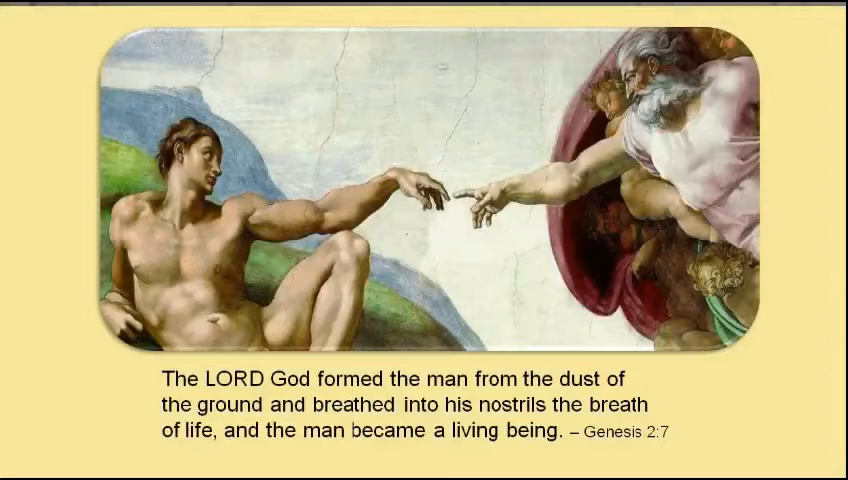 The LORD God formed the man from the dust of
the ground and breathed into his nostrils the breath
of life, and the man became a living being. – Genesis 2:7